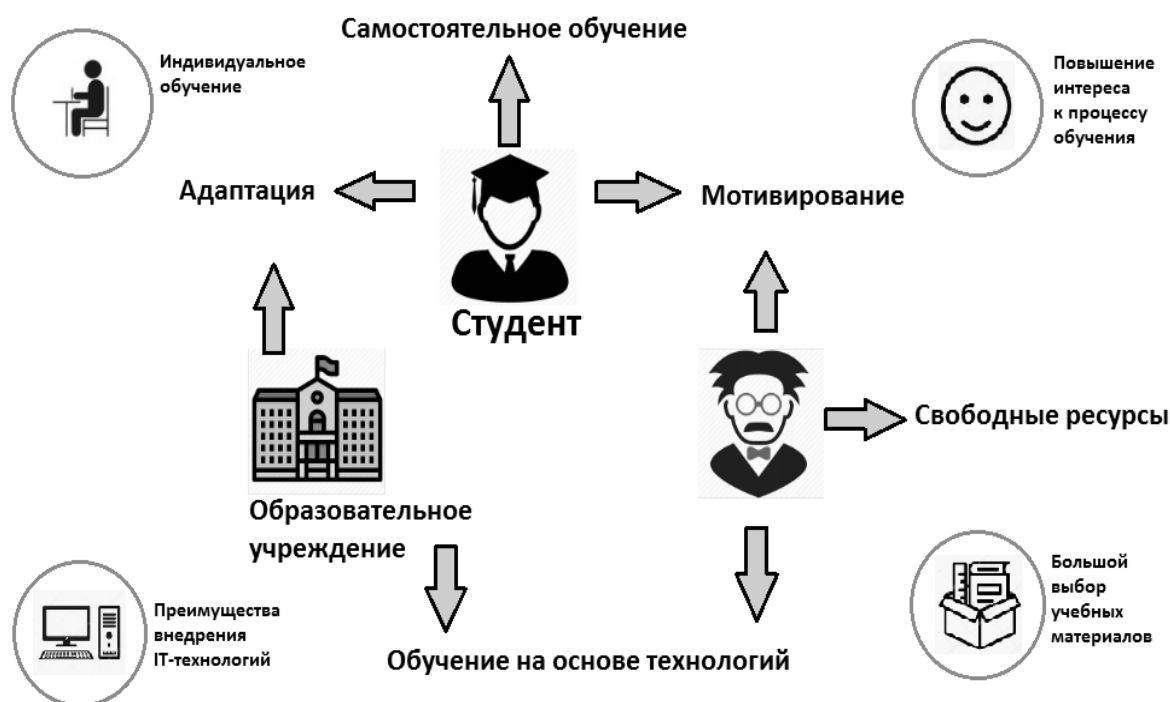 Самостоятельное обучение
Индивидуальное
обучение
Повышение
интереса
к процессу
обучения
Адаптация
Мотивирование
Студент
Свободные ресурсы
Образовательное
учреждение
Большой
выбор
учебных
материалов
Преимущества
внедрения
IT-технологий
Обучение на основе технологий